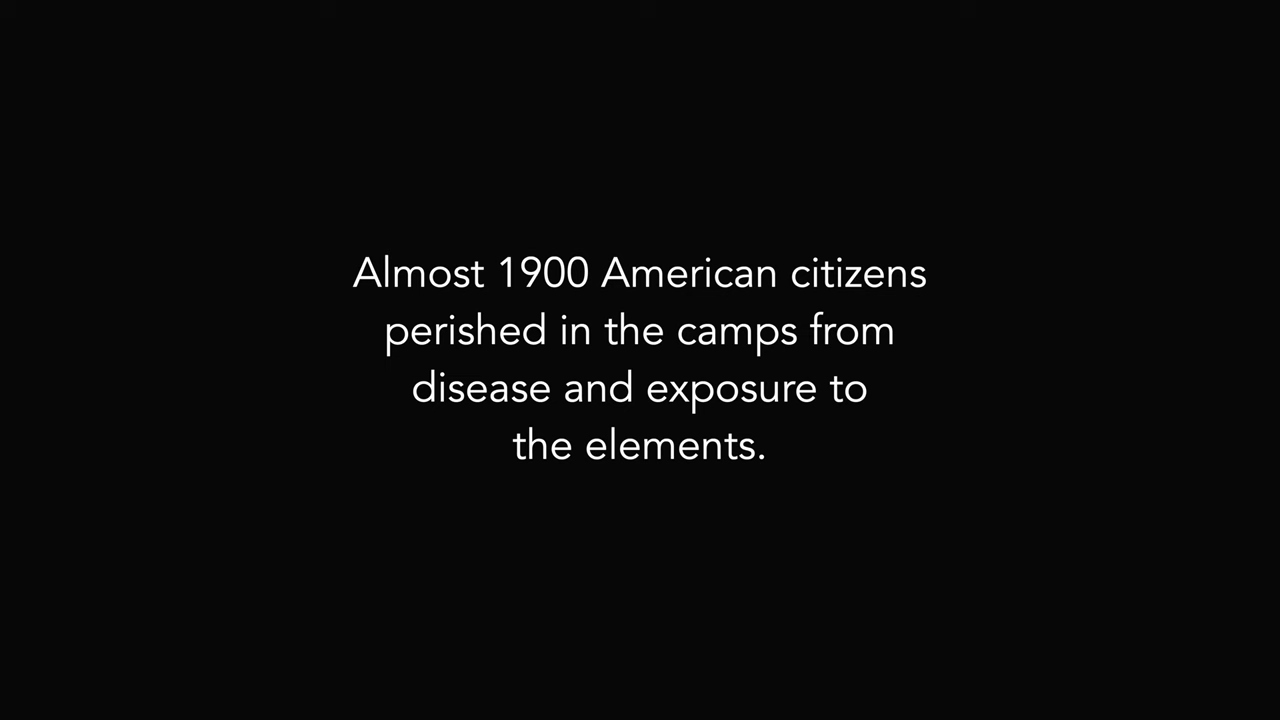 Almost 1900 American citizens
perished in the camps from
disease and exposure to
the elements.